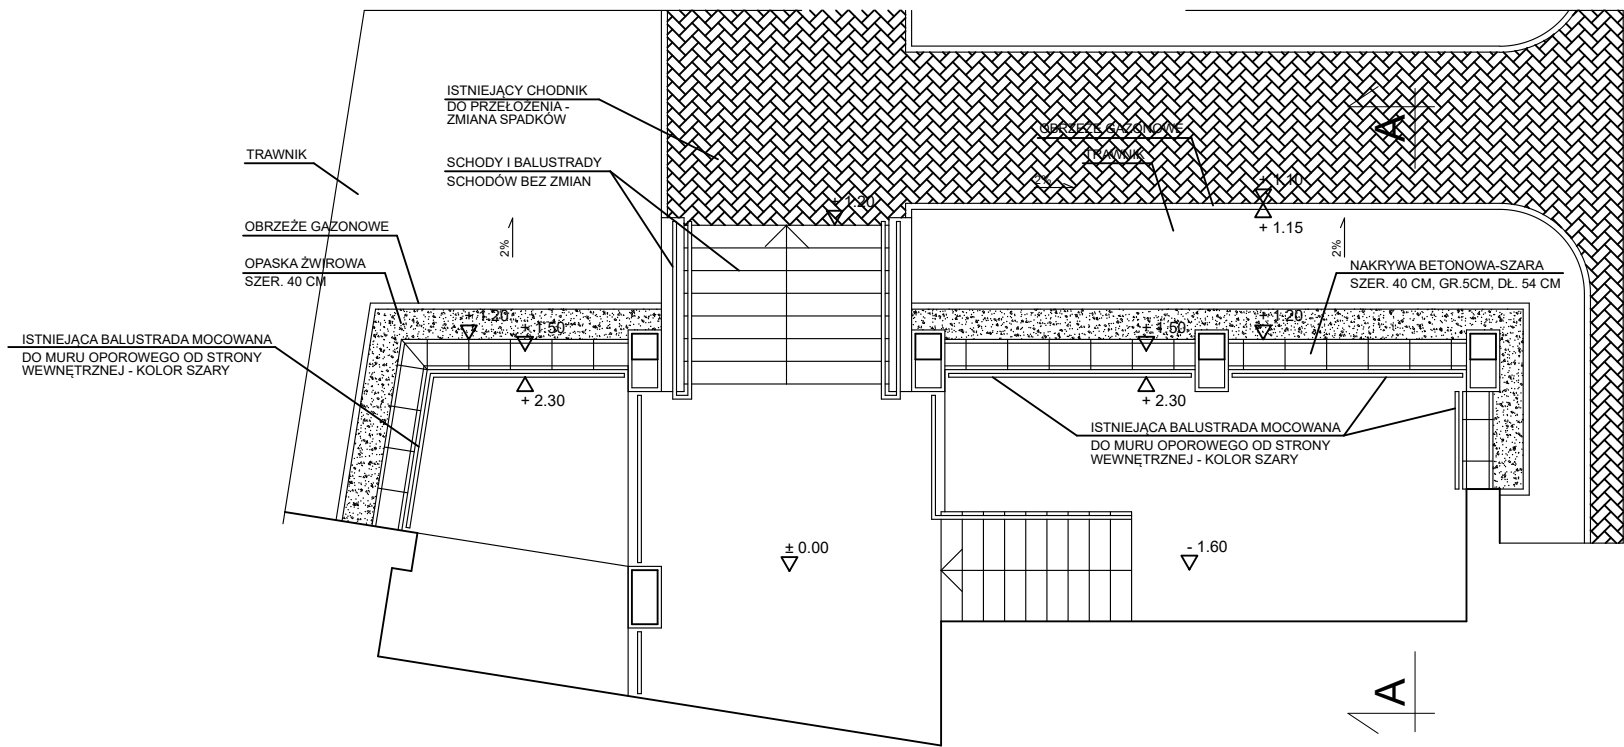 ISTNIEJĄCY CHODNIK
DO PRZEŁOŻENIA -
ZMIANA SPADKÓW
OBRZEŻE GAZONOWE
A
TRAWNIK
TRAWNIK
SCHODY I BALUSTRADY
SCHODÓW BEZ ZMIAN
2%
+ 1.10
+ 1.20
+ 1.15
OBRZEŻE GAZONOWE
2%
2%
OPASKA ŻWIROWA
SZER. 40 CM
NAKRYWA BETONOWA-SZARA
SZER. 40 CM, GR.5CM, DŁ. 54 CM
+ 1.20
+ 1.50
+ 1.50
+ 1.20
ISTNIEJĄCA BALUSTRADA MOCOWANA
DO MURU OPOROWEGO OD STRONY
WEWNĘTRZNEJ - KOLOR SZARY
+ 2.30
+ 2.30
ISTNIEJĄCA BALUSTRADA MOCOWANA
DO MURU OPOROWEGO OD STRONY
WEWNĘTRZNEJ - KOLOR SZARY
± 0.00
- 1.60
A